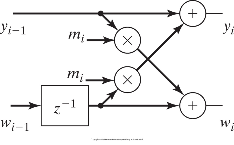 +
y_{i−1} y_i
m_i ×
m_i ×
z^{−1}
w_{i−1} + w_i